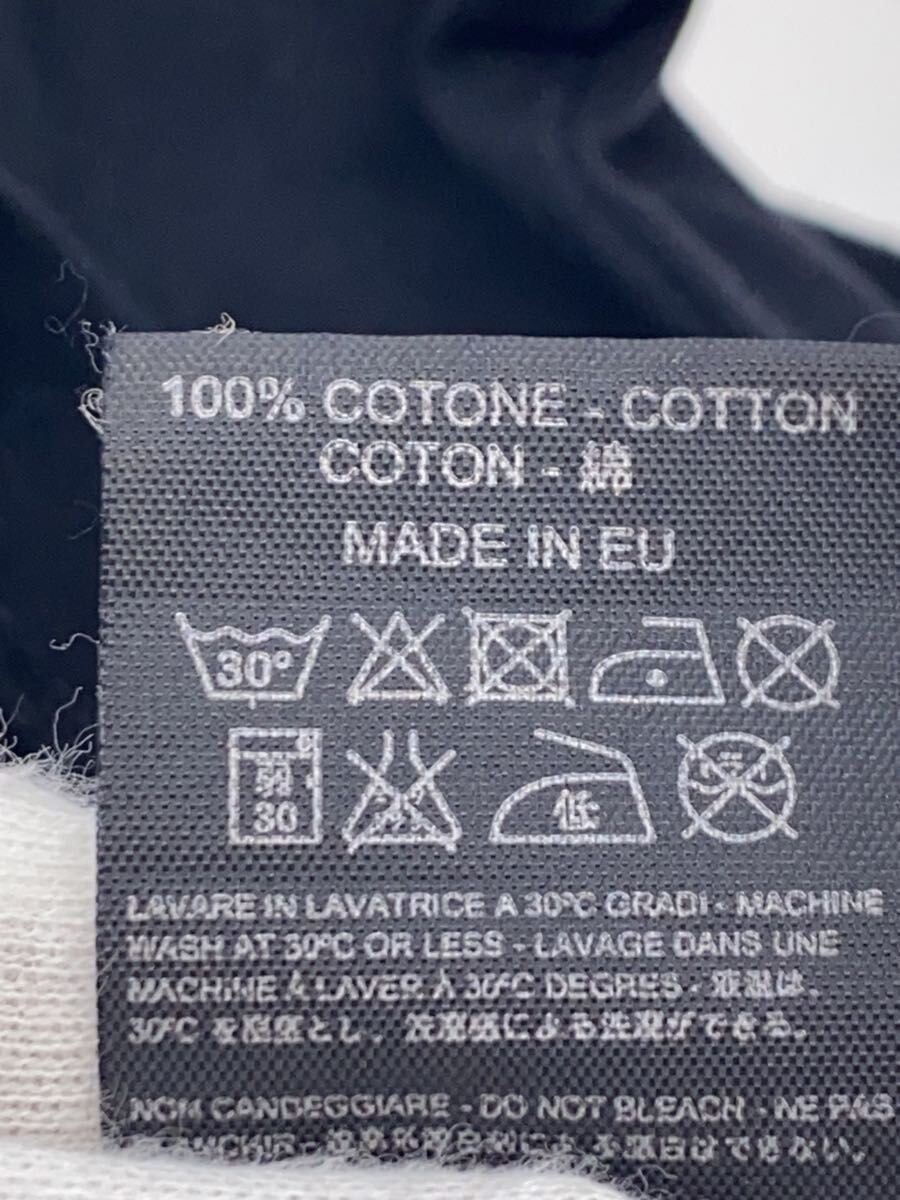 100% COTONE - COTTON
COTON - 綿
MADE IN EU
30°
弱
30
低
LAVARE IN LAVATRICE A 30°C GRADI - MACHINE
WASH AT 30°C OR LESS - LAVAGE DANS UNE
MACHINE À LAVER À 30°C DEGRES - 液温は、
30°C を限度とし、洗濯機による洗濯ができる。
NON CANDEGGIARE - DO NOT BLEACH - NE PAS